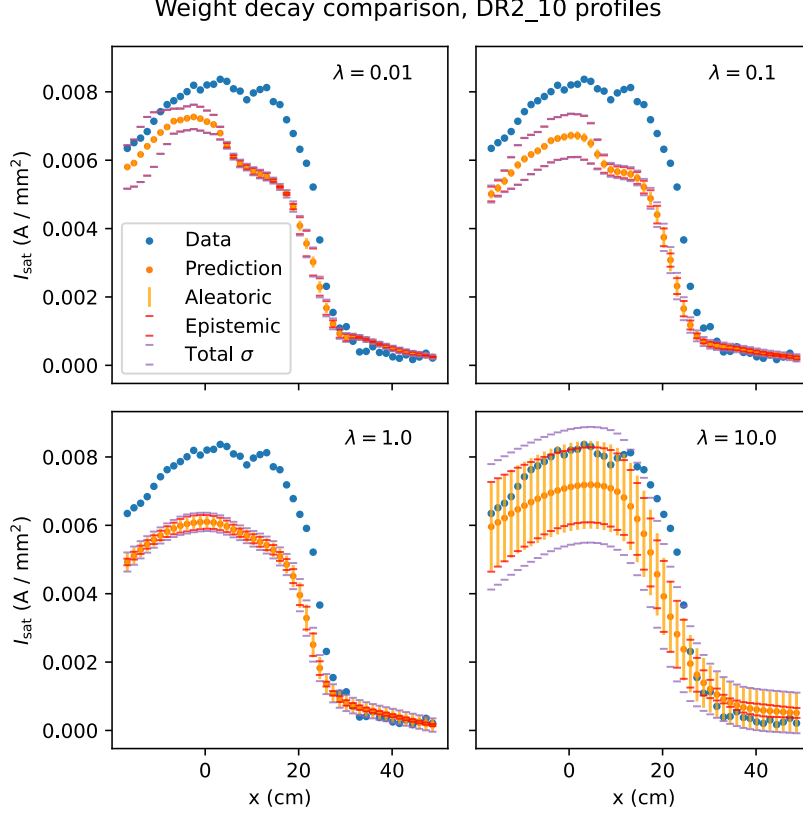 Weight decay comparison, DR2_10 profiles
λ = 0.01
λ = 0.1
0.008
0.006
0.004
0.002
0.000
I_sat (A / mm²)
Data
Prediction
Aleatoric
Epistemic
Total σ
λ = 1.0
λ = 10.0
0.008
0.006
0.004
0.002
0.000
I_sat (A / mm²)
0 20 40
0 20 40
x (cm)
x (cm)